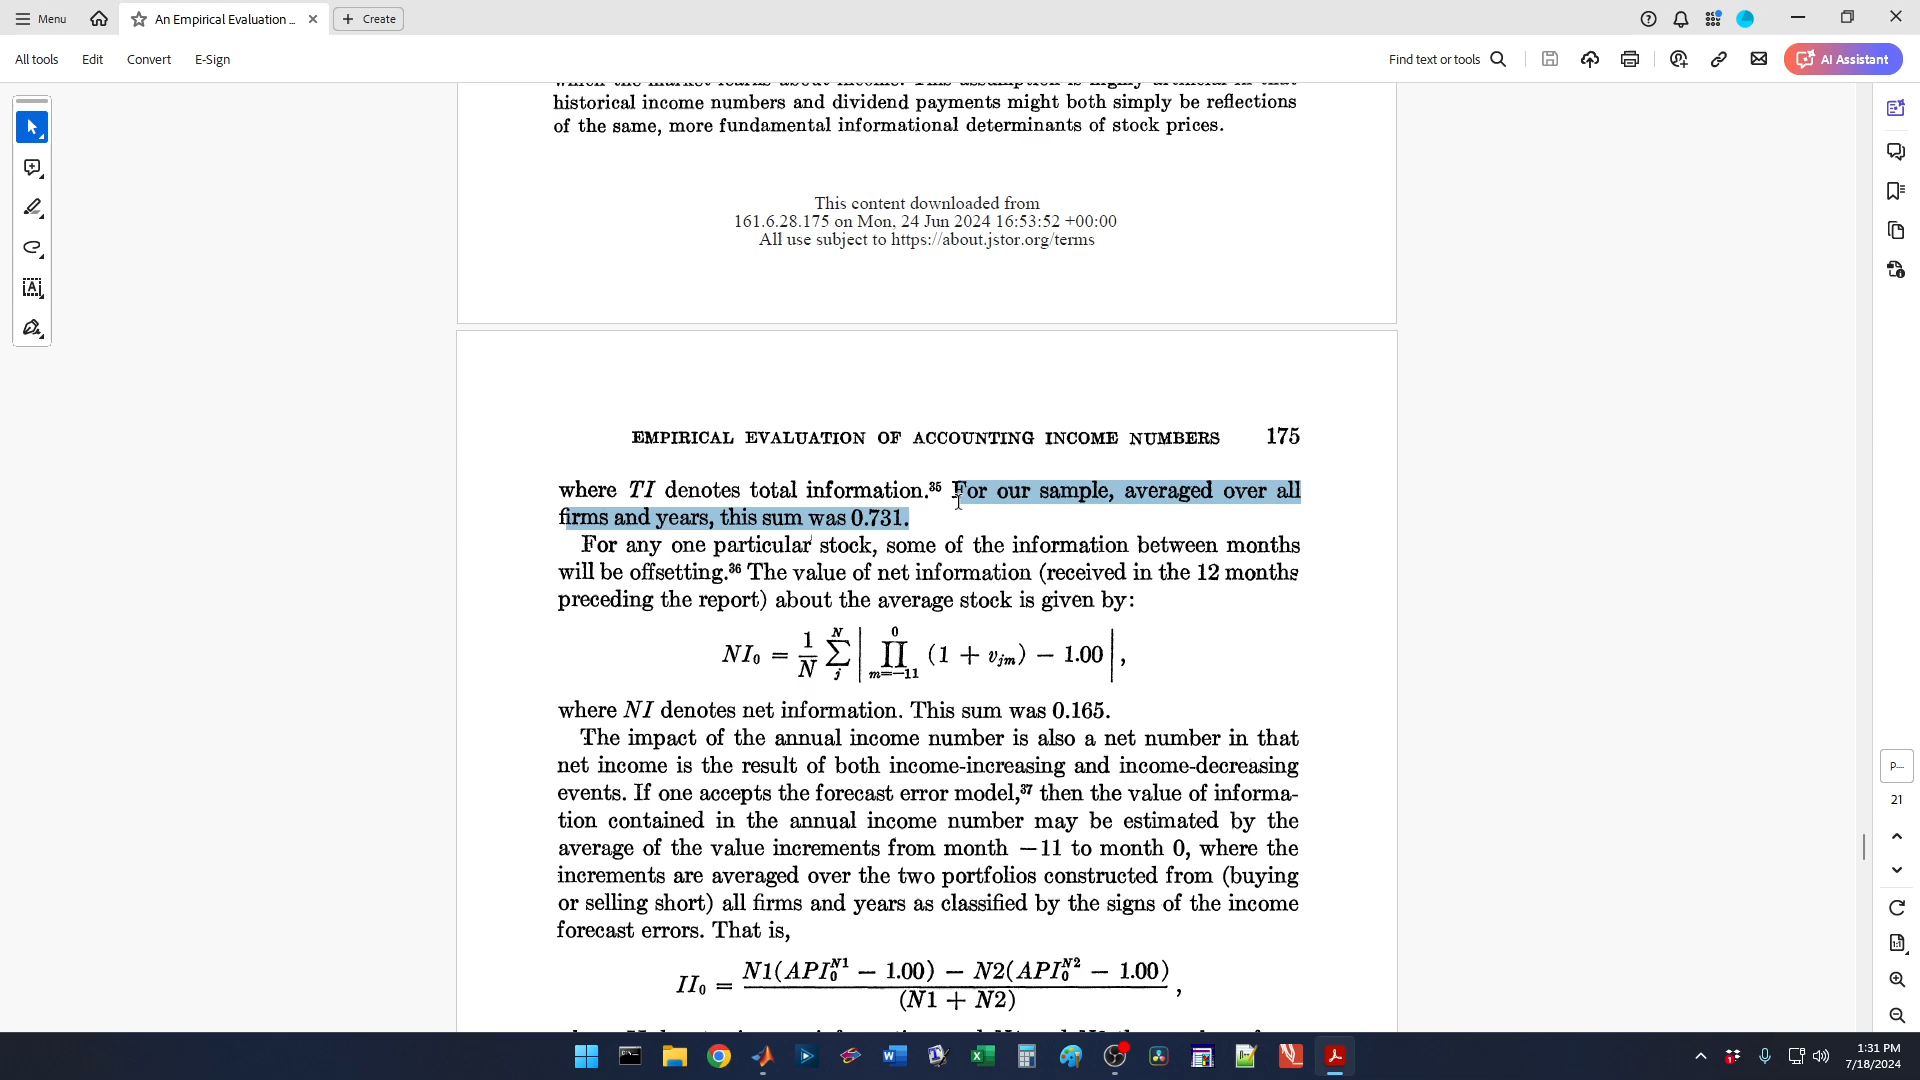 Menu
An Empirical Evaluation ...
Create
All tools
Edit
Convert
E-Sign
Find text or tools
AI Assistant
historical income numbers and dividend payments might both simply be reflections
of the same, more fundamental informational determinants of stock prices.
This content downloaded from
161.6.28.175 on Mon, 24 Jun 2024 16:53:52 +00:00
All use subject to https://about.jstor.org/terms
EMPIRICAL EVALUATION OF ACCOUNTING INCOME NUMBERS 175
where TI denotes total information.³⁵ For our sample, averaged over all
firms and years, this sum was 0.731.
For any one particular stock, some of the information between months
will be offsetting.³⁶ The value of net information (received in the 12 months
preceding the report) about the average stock is given by:
NI₀ = 1/N ∑_j^N | ∏_{m=−11}^0 (1 + v_{jm}) − 1.00 |,
where NI denotes net information. This sum was 0.165.
The impact of the annual income number is also a net number in that
net income is the result of both income-increasing and income-decreasing
events. If one accepts the forecast error model,³⁷ then the value of informa-
tion contained in the annual income number may be estimated by the
average of the value increments from month −11 to month 0, where the
increments are averaged over the two portfolios constructed from (buying
or selling short) all firms and years as classified by the signs of the income
forecast errors. That is,
II₀ = N1(API₀^{N1} − 1.00) − N2(API₀^{N2} − 1.00) / (N1 + N2),
P...
21
1:31 PM
7/18/2024